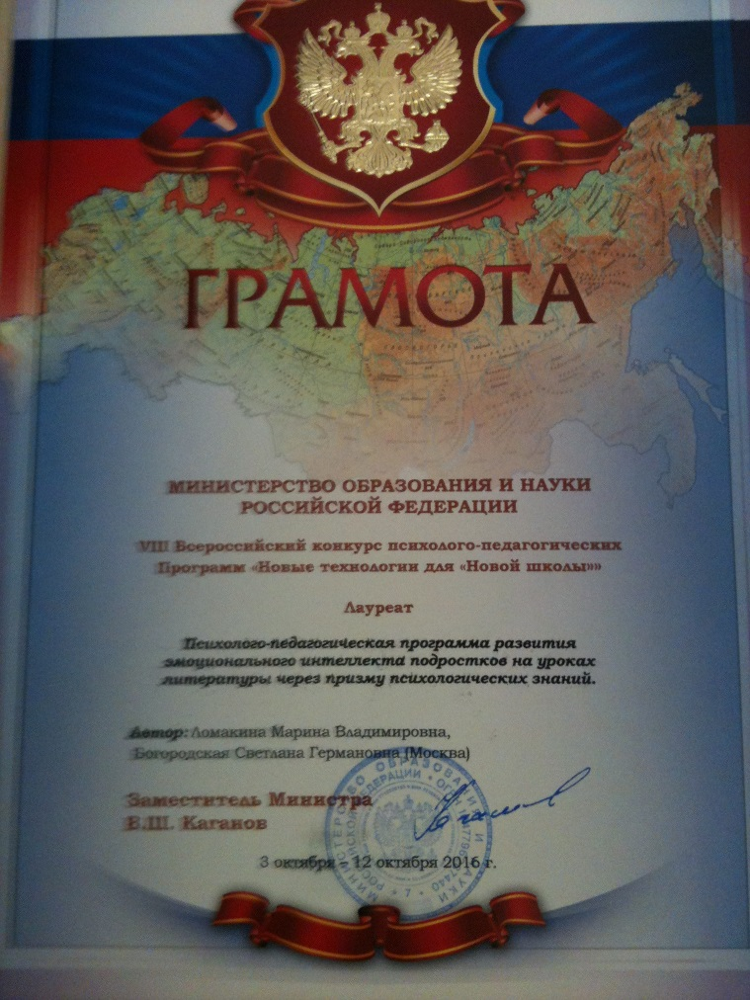 ГРАМОТА
МИНИСТЕРСТВО ОБРАЗОВАНИЯ И НАУКИ
РОССИЙСКОЙ ФЕДЕРАЦИИ
VIII Всероссийский конкурс психолого-педагогических
Программ «Новые технологии для «Новой школы»»
Лауреат
Психолого-педагогическая программа развития
эмоционального интеллекта подростков на уроках
литературы через призму психологических знаний.
Автор: Ломакина Марина Владимировна,
Богородская Светлана Германовна (Москва)
Заместитель Министра
В.Ш. Каганов
3 октября – 12 октября 2016 г.